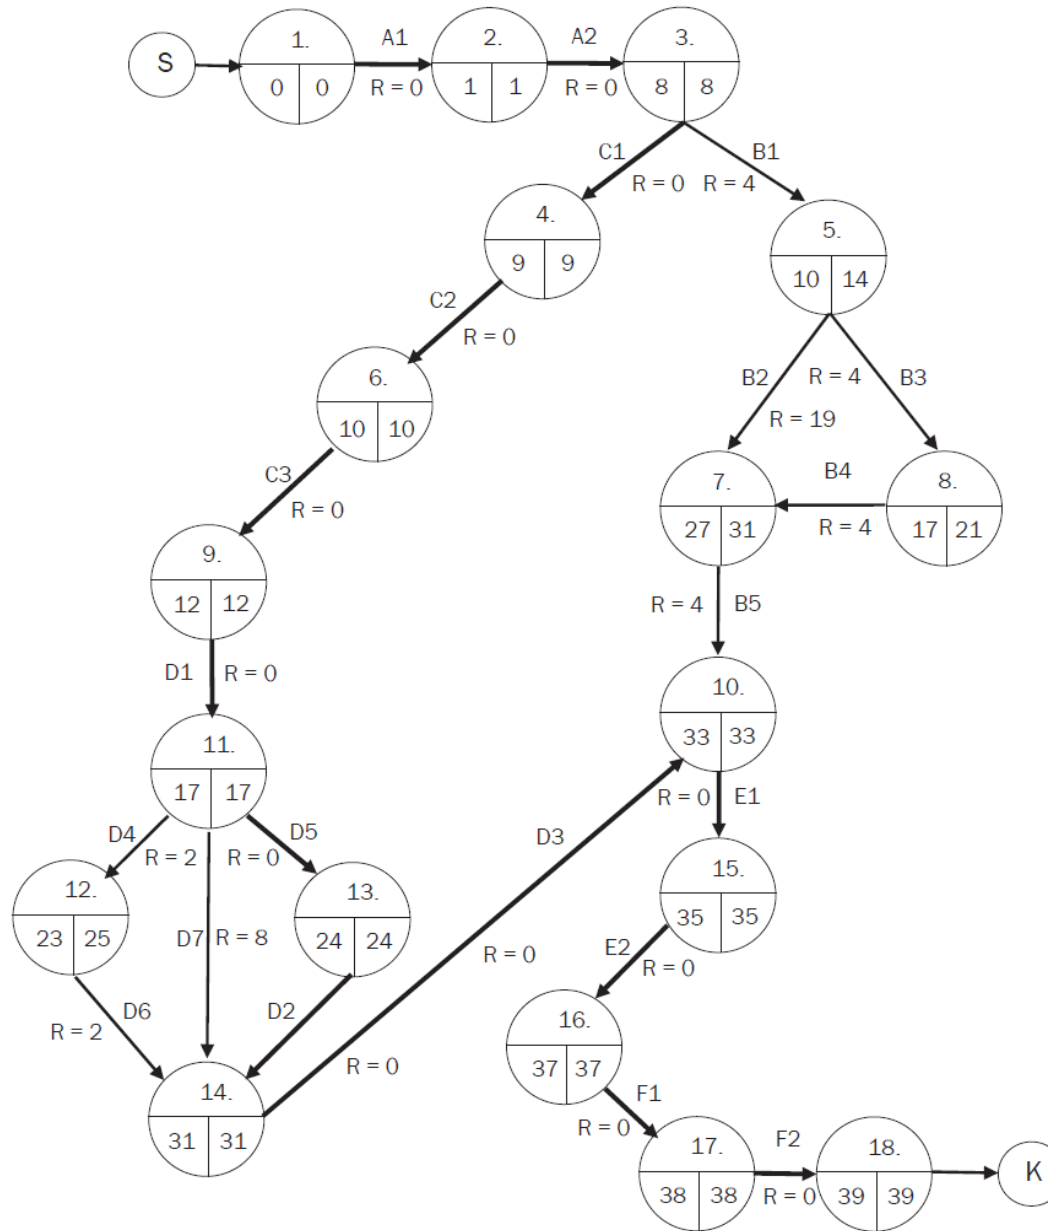 S
1.
0 0
A1
R = 0
2.
1 1
A2
R = 0
3.
8 8
C1
R = 0
B1
R = 4
4.
9 9
5.
10 14
C2
R = 0
6.
10 10
B2
R = 19
R = 4
B3
C3
R = 0
7.
27 31
B4
R = 4
8.
17 21
9.
12 12
R = 4
B5
D1
R = 0
10.
33 33
11.
17 17
R = 0
E1
D4
R = 2
R = 0
D5
D3
12.
23 25
D7
R = 8
13.
24 24
15.
35 35
R = 0
E2
R = 0
D6
R = 2
D2
R = 0
16.
37 37
14.
31 31
F1
R = 0
17.
38 38
F2
R = 0
18.
39 39
K